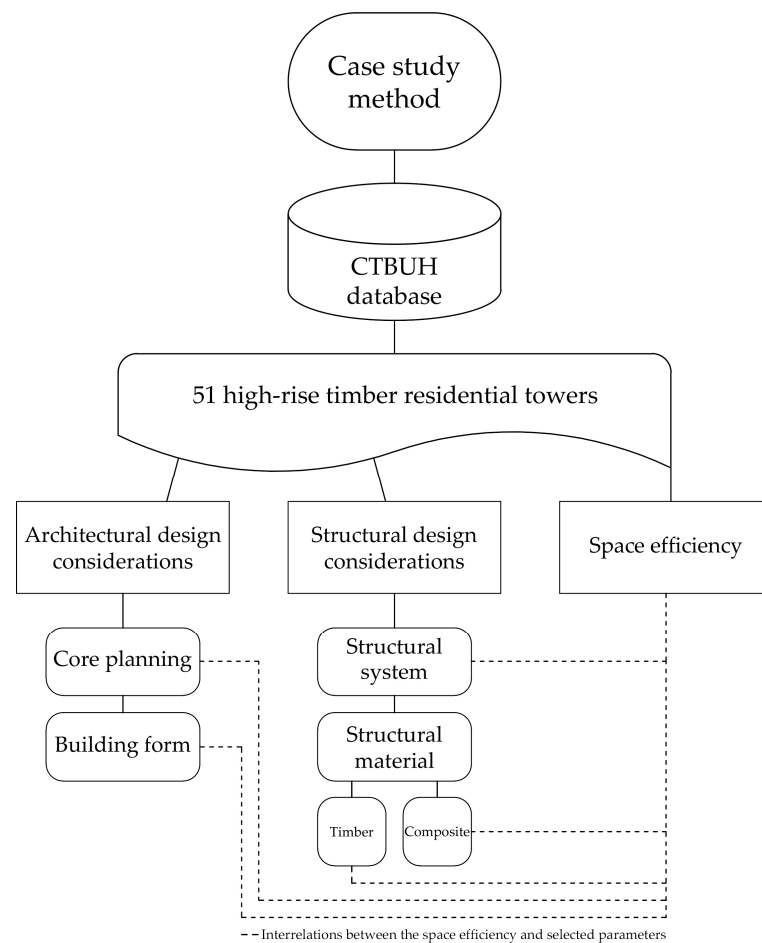 Case study
method
CTBUH
database
51 high-rise timber residential towers
Architectural design
considerations
Structural design
considerations
Space efficiency
Core planning
Structural
system
Building form
Structural
material
Timber
Composite
Interrelations between the space efficiency and selected parameters